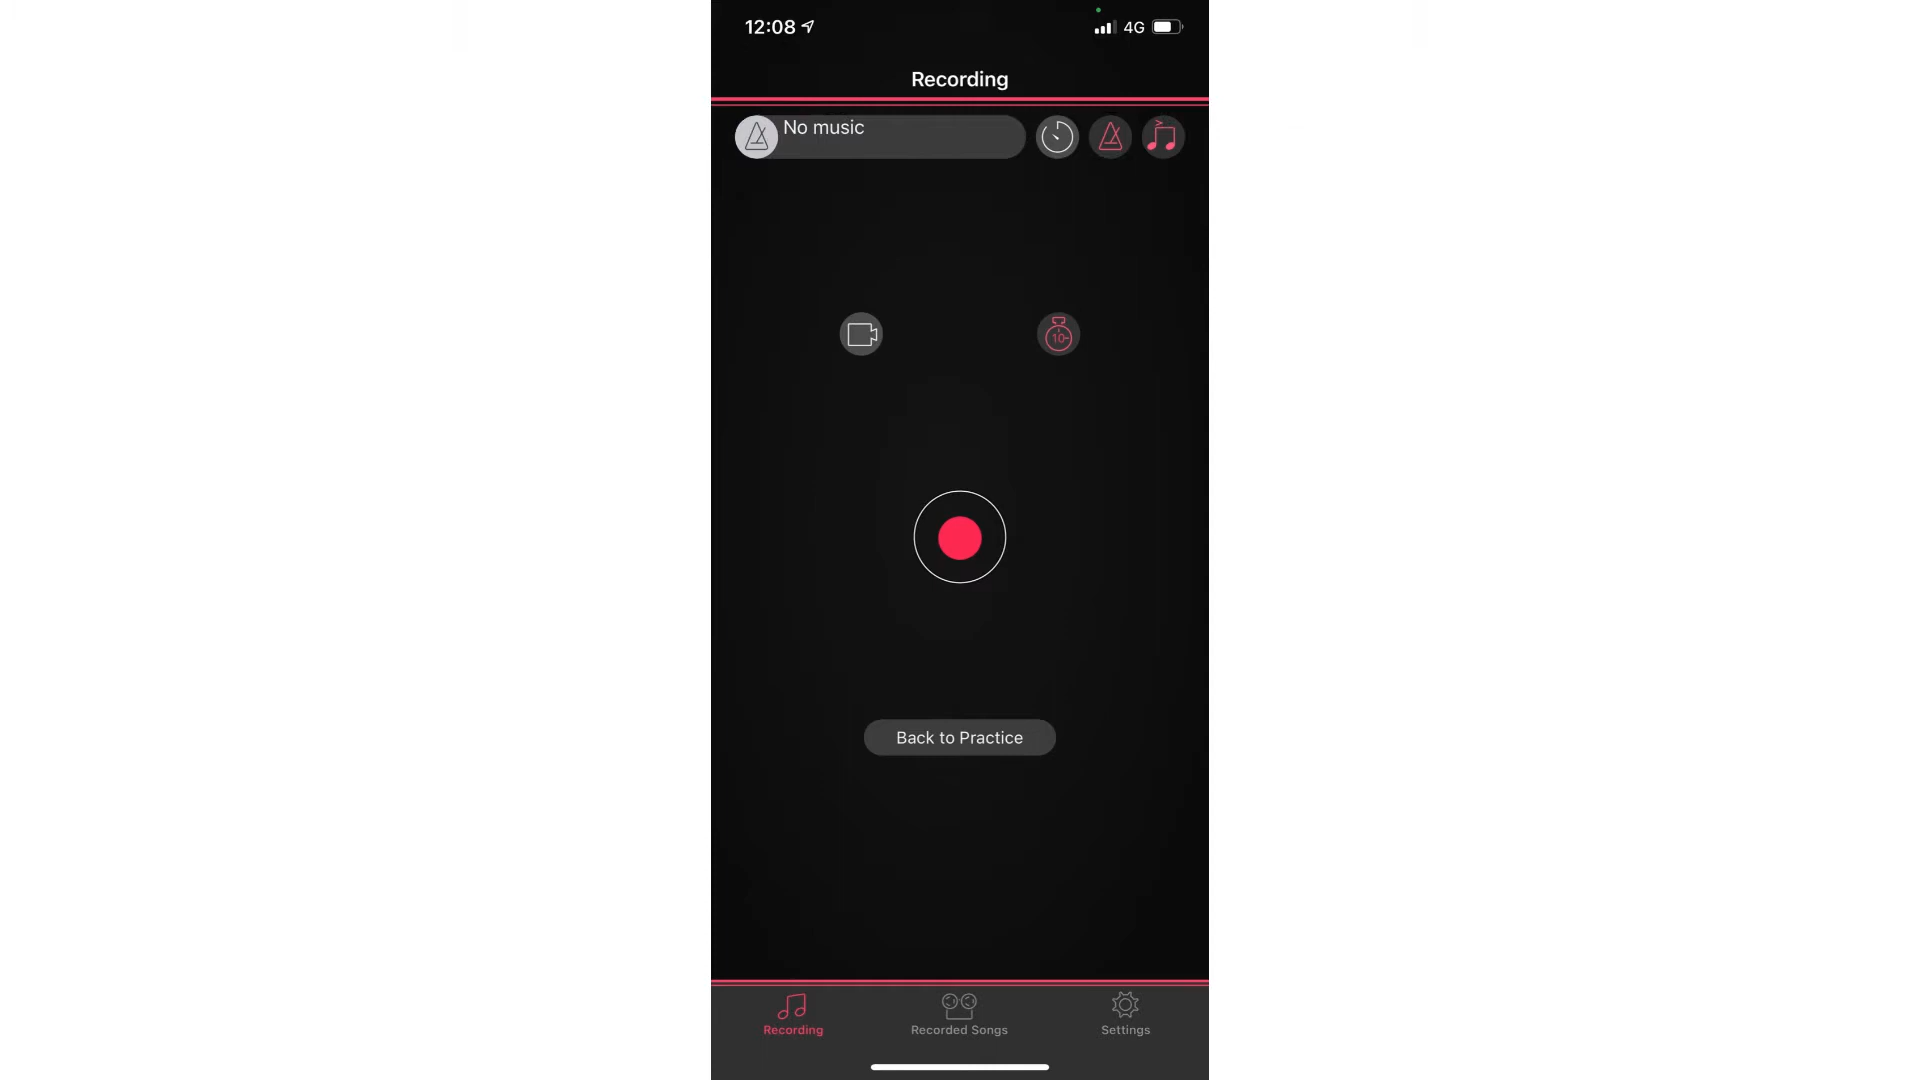 12:08
4G
Recording
No music
10
Back to Practice
Recording
Recorded Songs
Settings